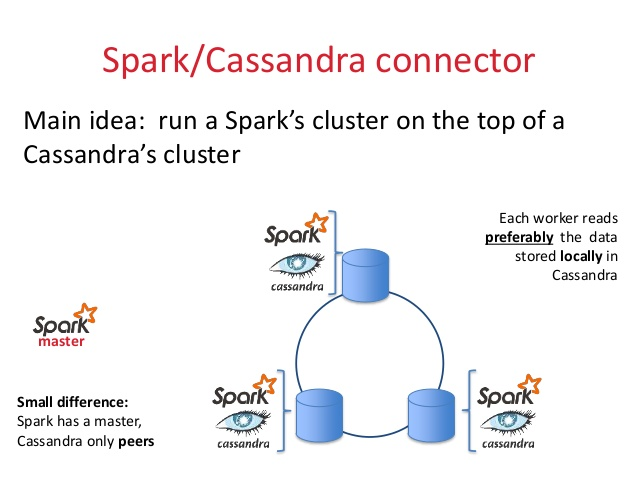 Spark/Cassandra connector
Main idea:  run a Spark’s cluster on the top of a
Cassandra’s cluster
Each worker reads
preferably the data
stored locally in
Cassandra
Spark
cassandra
Spark
master
Small difference:
Spark has a master,
Cassandra only peers
Spark
cassandra
Spark
cassandra